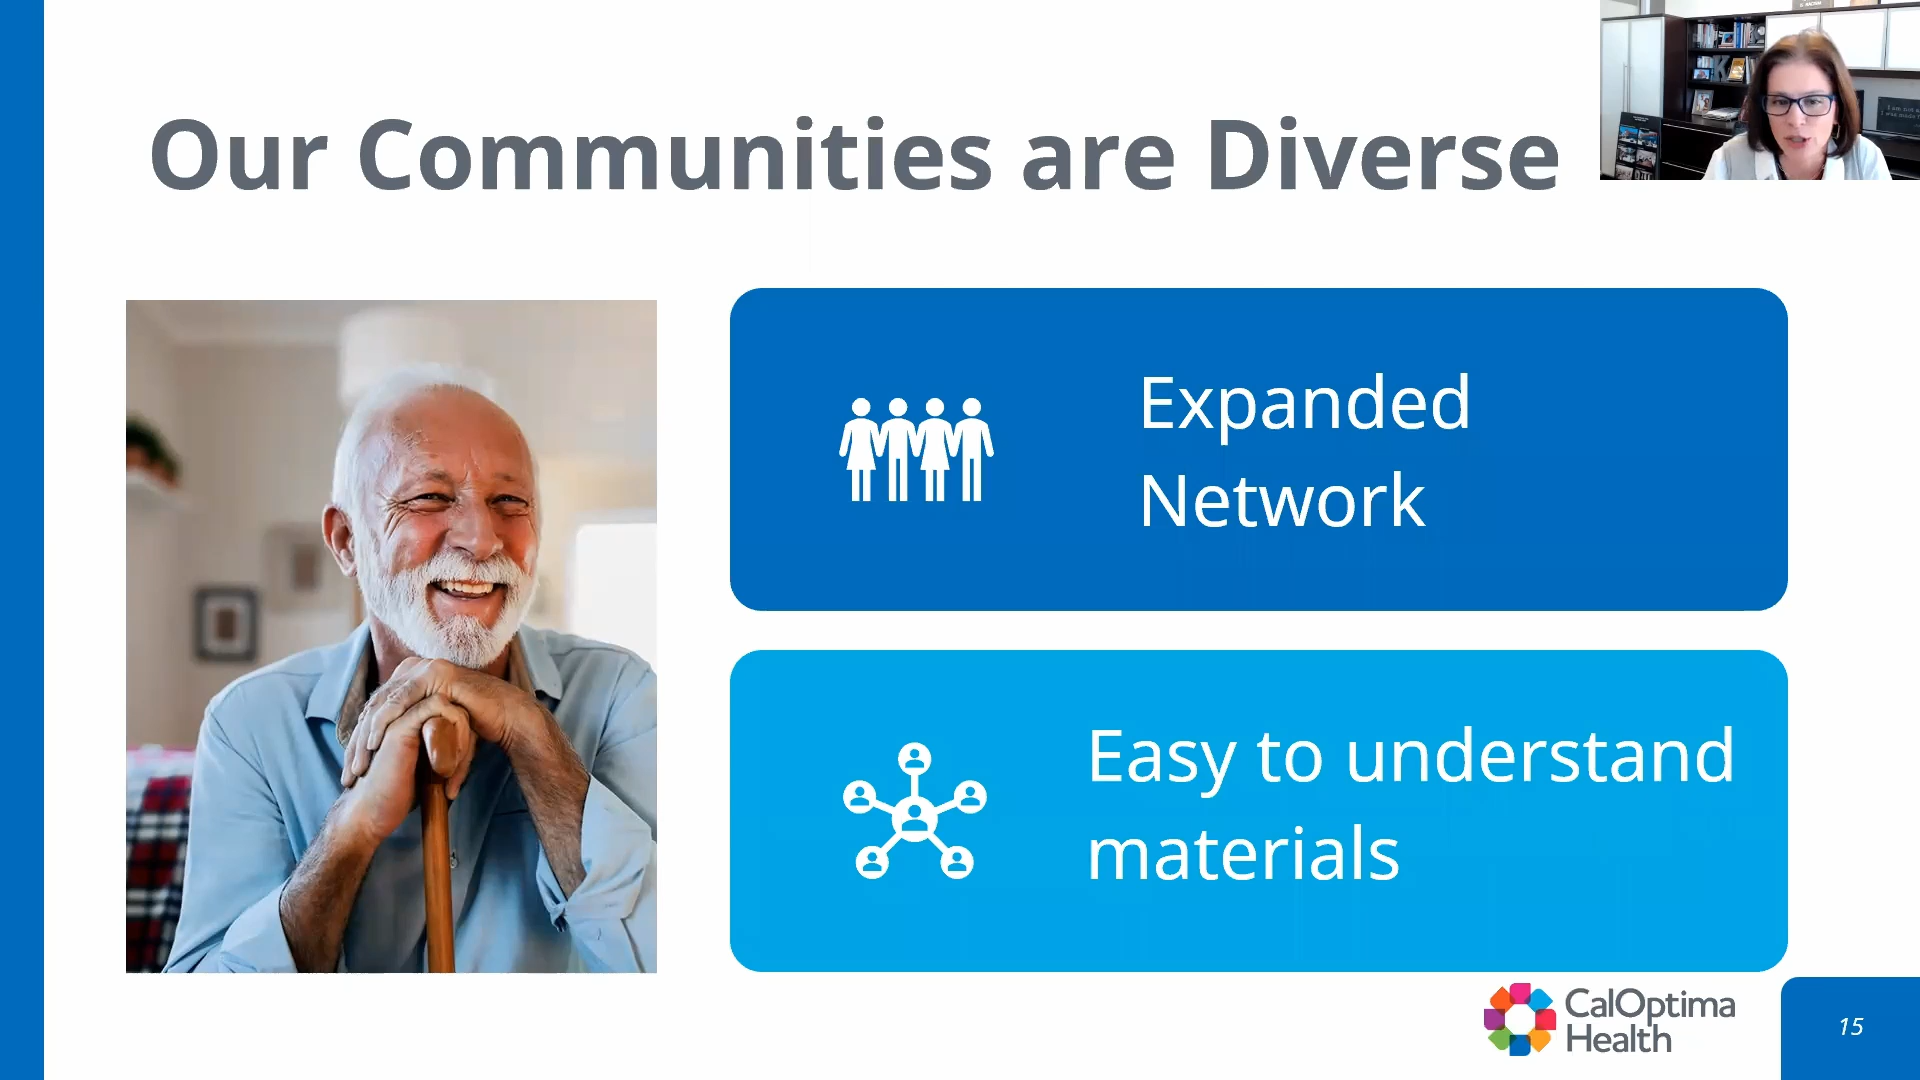 Our Communities are Diverse
Expanded
Network
Easy to understand
materials
CalOptima
Health
15